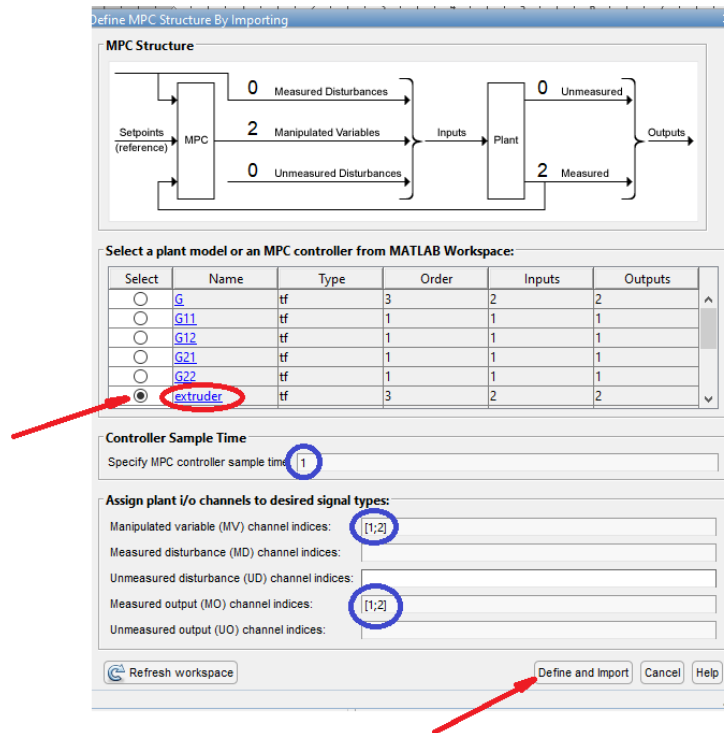 Define MPC Structure By Importing
MPC Structure
0 Measured Disturbances
0 Unmeasured
Setpoints
(reference)
MPC
2 Manipulated Variables
Inputs
Plant
Outputs
0 Unmeasured Disturbances
2 Measured
Select a plant model or an MPC controller from MATLAB Workspace:
Select Name Type Order Inputs Outputs
G tf 3 2 2
G11 tf 1 1 1
G12 tf 1 1 1
G21 tf 1 1 1
G22 tf 1 1 1
extruder tf 3 2 2
Controller Sample Time
Specify MPC controller sample time 1
Assign plant i/o channels to desired signal types:
Manipulated variable (MV) channel indices: [1;2]
Measured disturbance (MD) channel indices:
Unmeasured disturbance (UD) channel indices:
Measured output (MO) channel indices: [1;2]
Unmeasured output (UO) channel indices:
Refresh workspace Define and Import Cancel Help